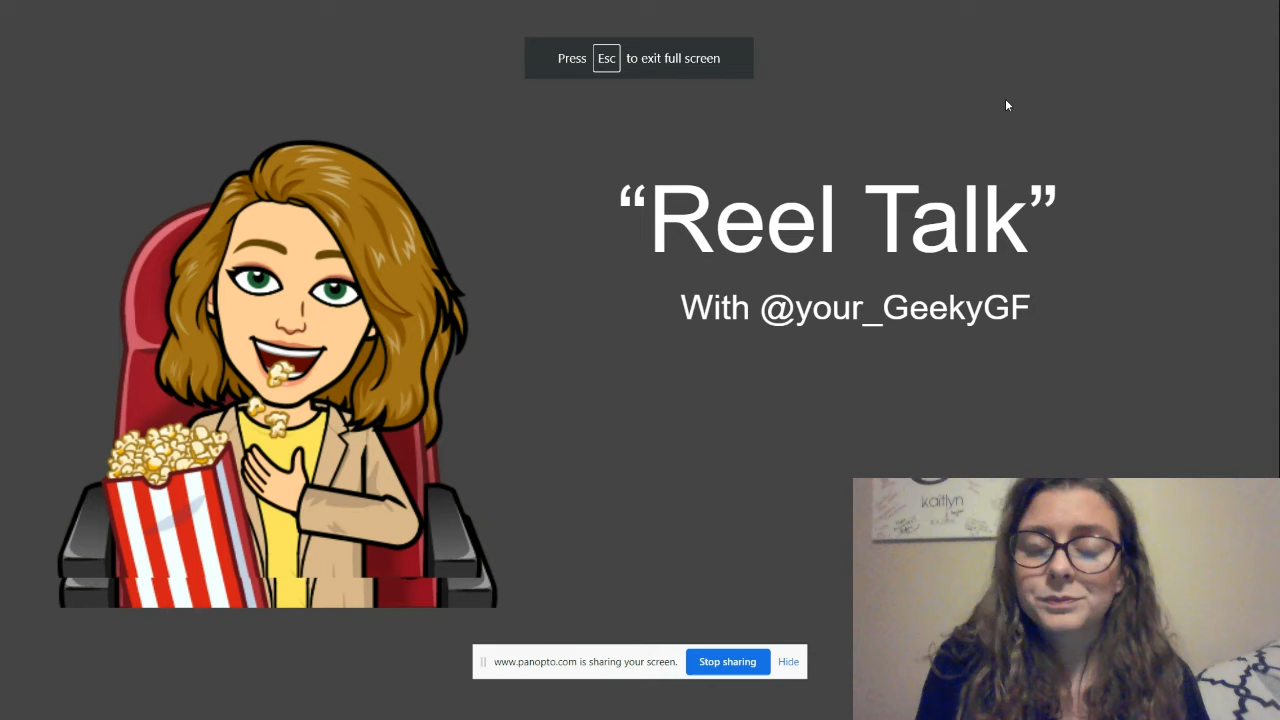 Press Esc to exit full screen
“Reel Talk”
With @your_GeekyGF
kaitlyn
www.panopto.com is sharing your screen. Stop sharing Hide